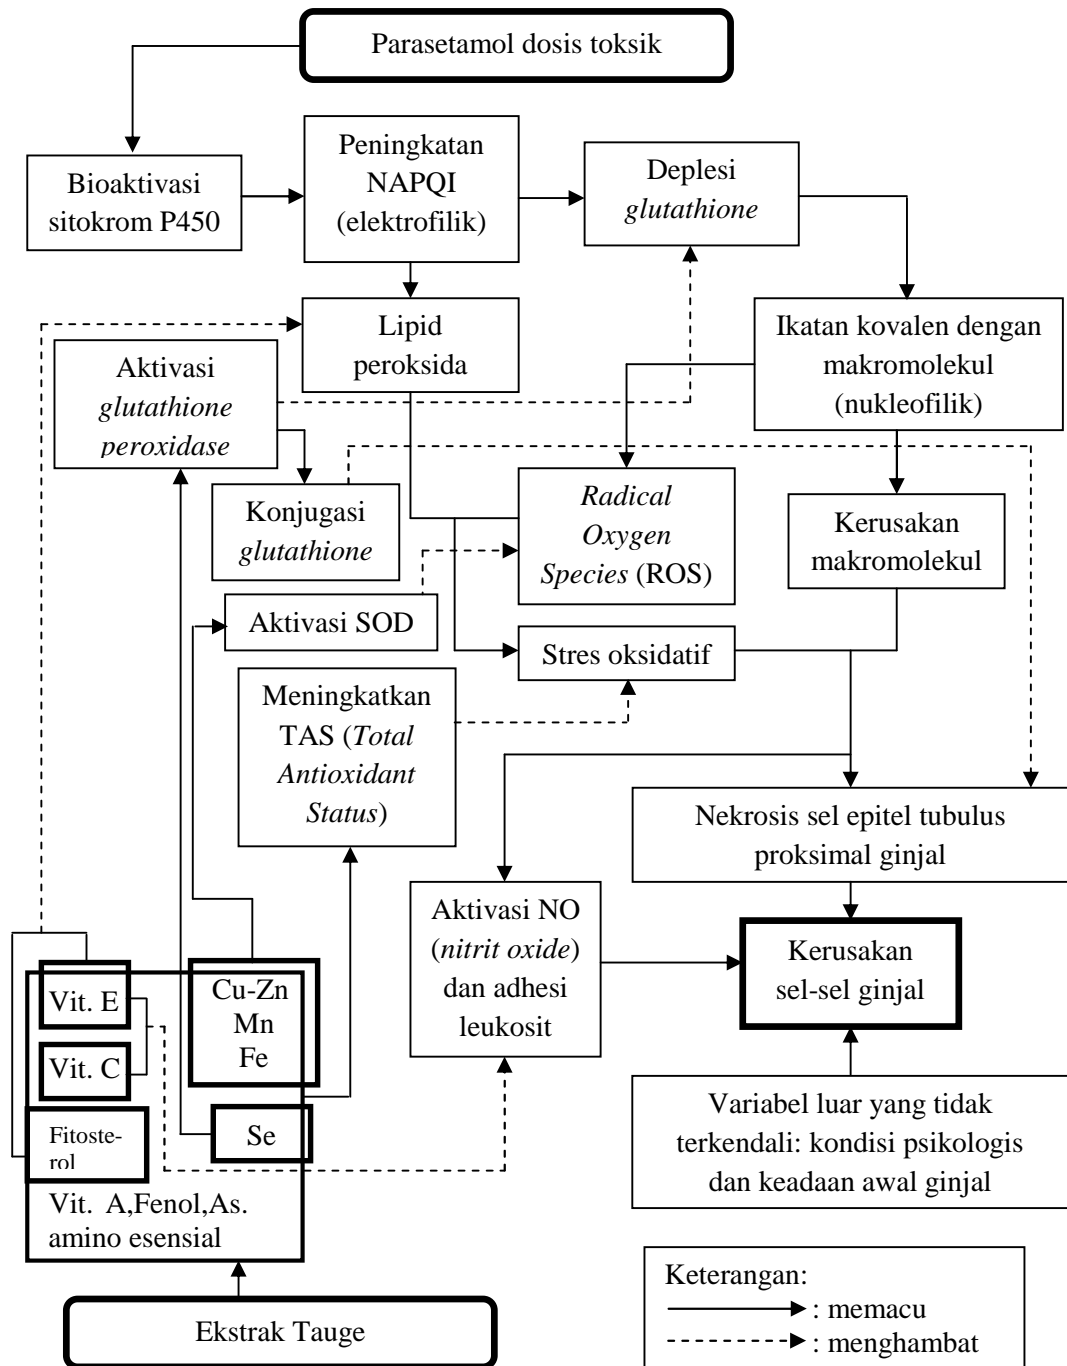 Parasetamol dosis toksik
Bioaktivasi
sitokrom P450
Peningkatan
NAPQI
(elektrofilik)
Deplesi
glutathione
Lipid
peroksida
Ikatan kovalen dengan
makromolekul
(nukleofilik)
Aktivasi
glutathione
peroxidase
Konjugasi
glutathione
Radical
Oxygen
Species (ROS)
Kerusakan
makromolekul
Aktivasi SOD
Stres oksidatif
Meningkatkan
TAS (Total
Antioxidant
Status)
Nekrosis sel epitel tubulus
proksimal ginjal
Aktivasi NO
(nitrit oxide)
dan adhesi
leukosit
Kerusakan
sel-sel ginjal
Vit. E
Vit. C
Cu-Zn
Mn
Fe
Se
Fitoste-
rol
Vit. A,Fenol,As.
amino esensial
Variabel luar yang tidak
terkendali: kondisi psikologis
dan keadaan awal ginjal
Ekstrak Tauge
Keterangan:
: memacu
: menghambat